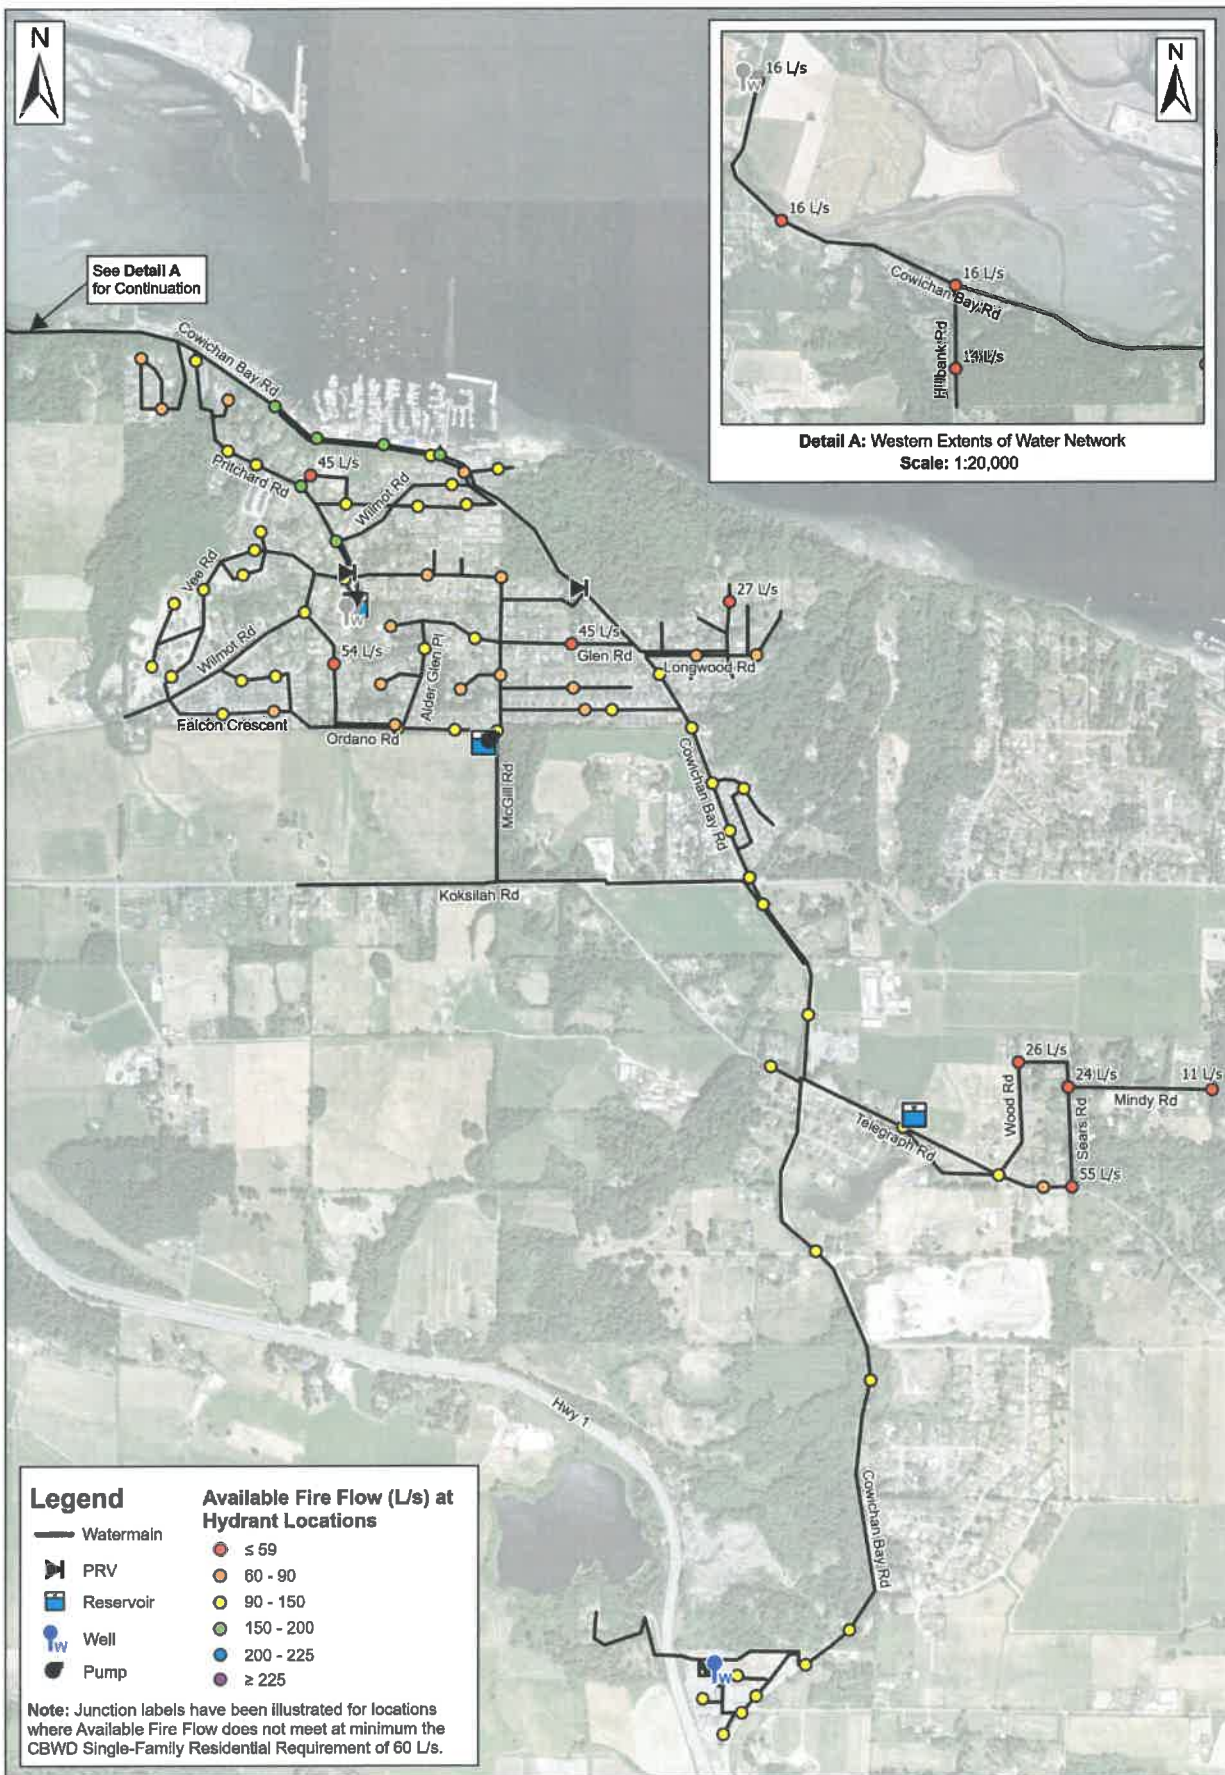 N
N
16 L/s
16 L/s
16 L/s
Cowichan Bay Rd
Hillbank Rd
Detail A: Western Extents of Water Network
Scale: 1:20,000
See Detail A
for Continuation
Cowichan Bay Rd
45 L/s
Pritchard Rd
Wilmot Rd
Vee Rd
W
27 L/s
45 L/s
Glen Rd
Longwood Rd
Wilmot Rd
54 L/s
Alder Glen Pl
Falcon Crescent
Ordano Rd
McGill Rd
Cowichan Bay Rd
Koksilah Rd
26 L/s
24 L/s
11 L/s
Mindy Rd
Wood Rd
Sears Rd
Telegraph Rd
55 L/s
Hwy 1
Cowichan Bay Rd
W
Legend
Watermain
PRV
Reservoir
Well
Pump
Available Fire Flow (L/s) at
Hydrant Locations
≤ 59
60 - 90
90 - 150
150 - 200
200 - 225
≥ 225
Note: Junction labels have been illustrated for locations
where Available Fire Flow does not meet at minimum the
CBWD Single-Family Residential Requirement of 60 L/s.